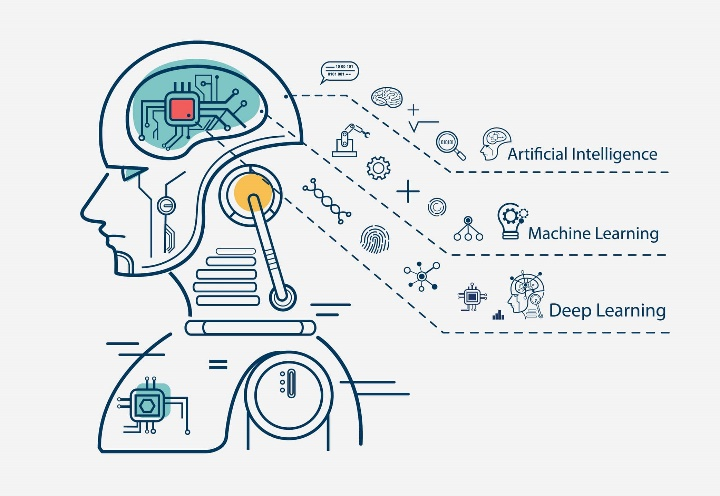 Artificial Intelligence
Machine Learning
Deep Learning